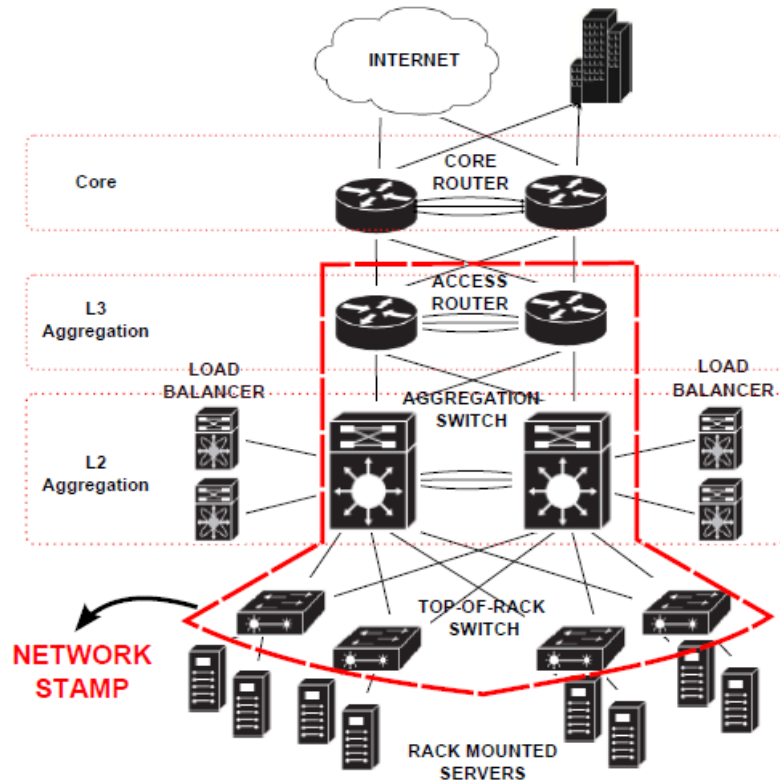 INTERNET
Core
CORE
ROUTER
L3
Aggregation
ACCESS
ROUTER
LOAD
BALANCER
LOAD
BALANCER
AGGREGATION
SWITCH
L2
Aggregation
TOP-OF-RACK
SWITCH
NETWORK
STAMP
RACK MOUNTED
SERVERS